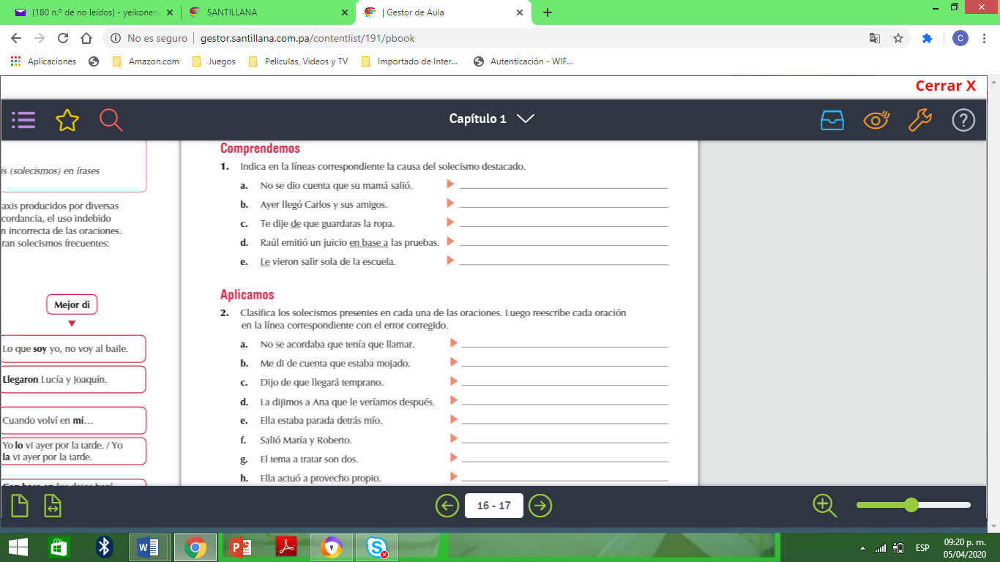 (180 n.º de no leídos) - yeikonen
SANTILLANA
| Gestor de Aula
No es seguro | gestor.santillana.com.pa/contentlist/191/pbook
C
Aplicaciones
Amazon.com
Juegos
Peliculas, Videos y TV
Importado de Inter...
Autenticación - WIF...
Cerrar X
Capítulo 1
is (solecismos) en frases
axis producidos por diversas
cordancia, el uso indebido
n incorrecta de las oraciones.
ran solecismos frecuentes:
Mejor di
Lo que soy yo, no voy al baile.
Llegaron Lucía y Joaquín.
Cuando volví en mí...
Yo lo vi ayer por la tarde. / Yo
la vi ayer por la tarde.
Comprendemos
1. Indica en la líneas correspondiente la causa del solecismo destacado.
a. No se dio cuenta que su mamá salió.
b. Ayer llegó Carlos y sus amigos.
c. Te dije de que guardaras la ropa.
d. Raúl emitió un juicio en base a las pruebas.
e. Le vieron salir sola de la escuela.
Aplicamos
2. Clasifica los solecismos presentes en cada una de las oraciones. Luego reescribe cada oración
en la línea correspondiente con el error corregido.
a. No se acordaba que tenía que llamar.
b. Me di de cuenta que estaba mojado.
c. Dijo de que llegará temprano.
d. La dijimos a Ana que le veríamos después.
e. Ella estaba parada detrás mío.
f. Salió María y Roberto.
g. El tema a tratar son dos.
h. Ella actuó a provecho propio.
16 - 17
ESP
09:20 p. m.
05/04/2020